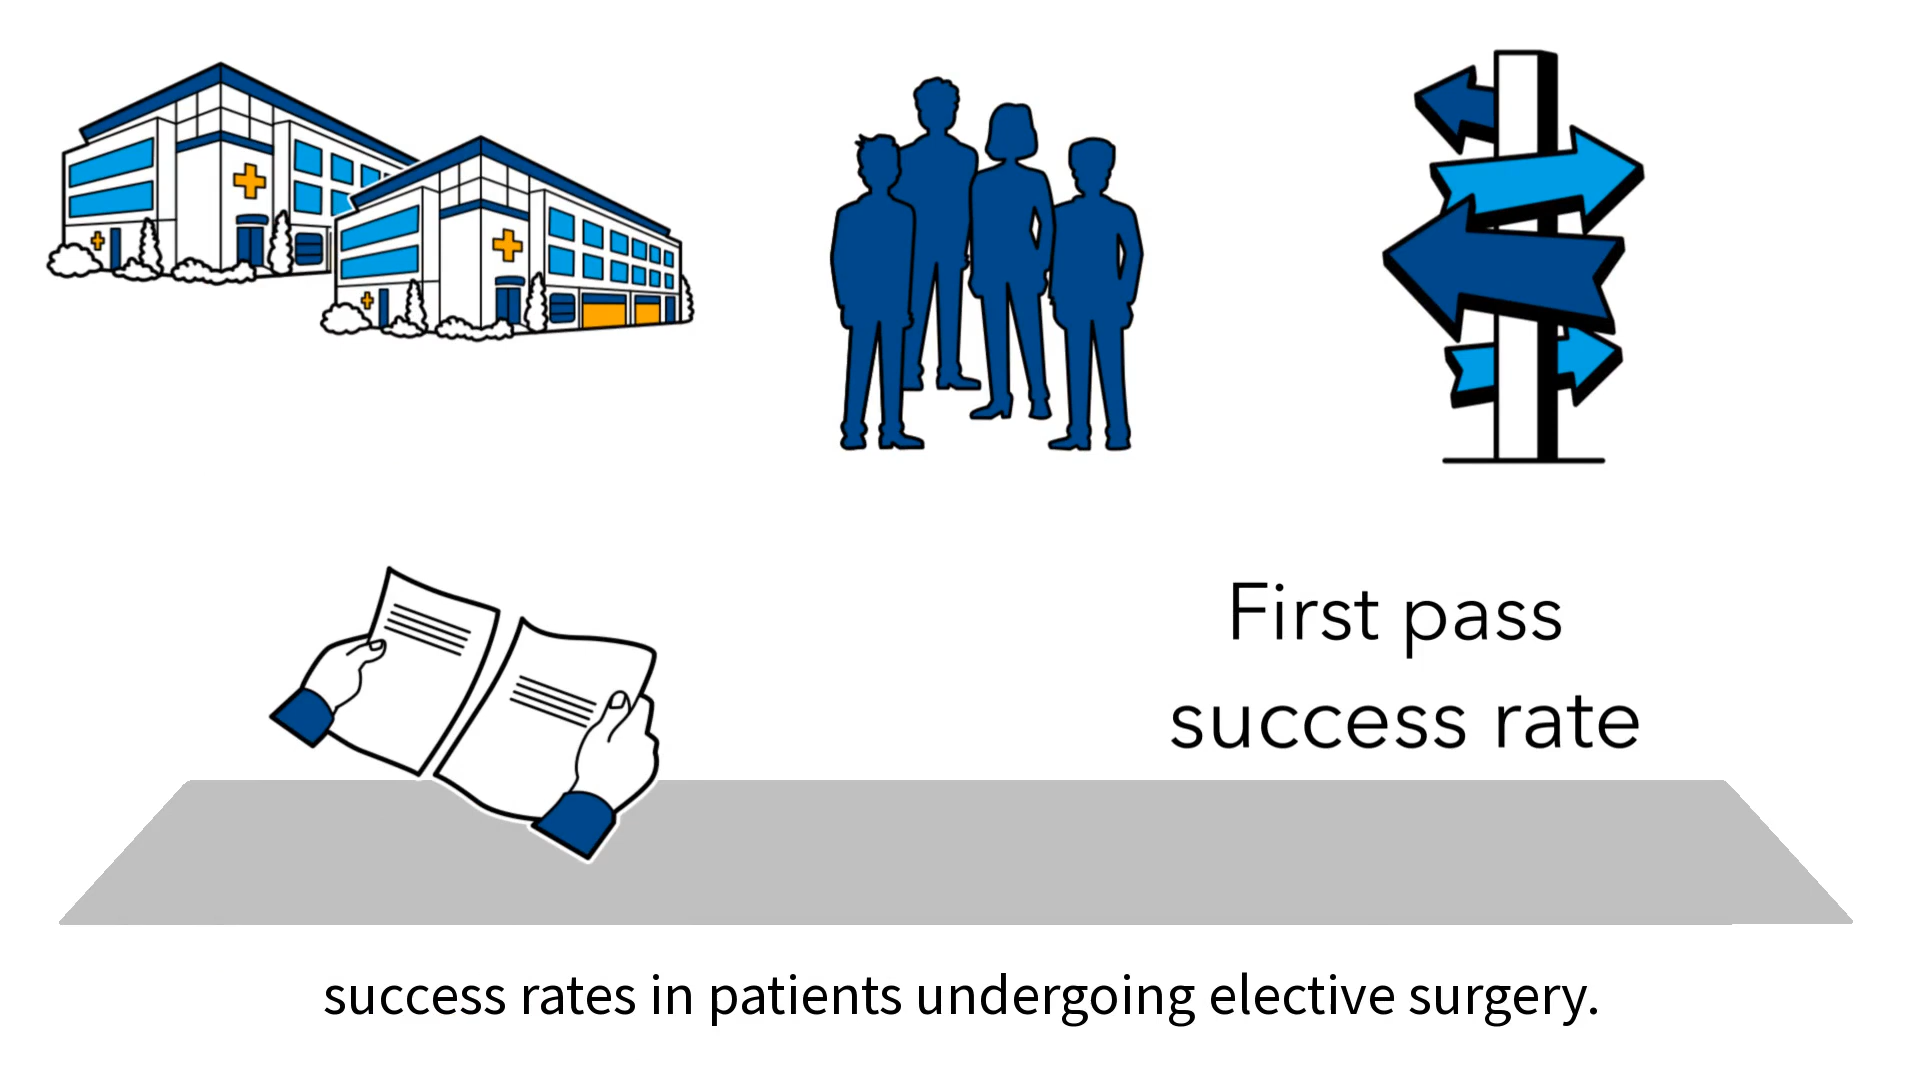 First pass
success rate
success rates in patients undergoing elective surgery.